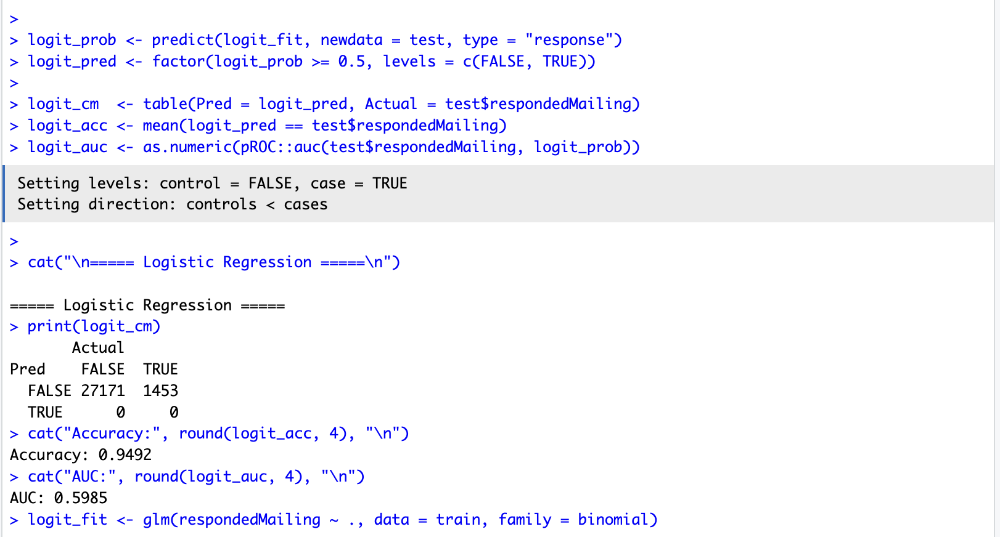 >
> logit_prob <- predict(logit_fit, newdata = test, type = "response")
> logit_pred <- factor(logit_prob >= 0.5, levels = c(FALSE, TRUE))
>
> logit_cm  <- table(Pred = logit_pred, Actual = test$respondedMailing)
> logit_acc <- mean(logit_pred == test$respondedMailing)
> logit_auc <- as.numeric(pROC::auc(test$respondedMailing, logit_prob))
Setting levels: control = FALSE, case = TRUE
Setting direction: controls < cases
>
> cat("\n===== Logistic Regression =====\n")
===== Logistic Regression =====
> print(logit_cm)
       Actual
Pred    FALSE  TRUE
  FALSE 27171  1453
  TRUE      0     0
> cat("Accuracy:", round(logit_acc, 4), "\n")
Accuracy: 0.9492
> cat("AUC:", round(logit_auc, 4), "\n")
AUC: 0.5985
> logit_fit <- glm(respondedMailing ~ ., data = train, family = binomial)